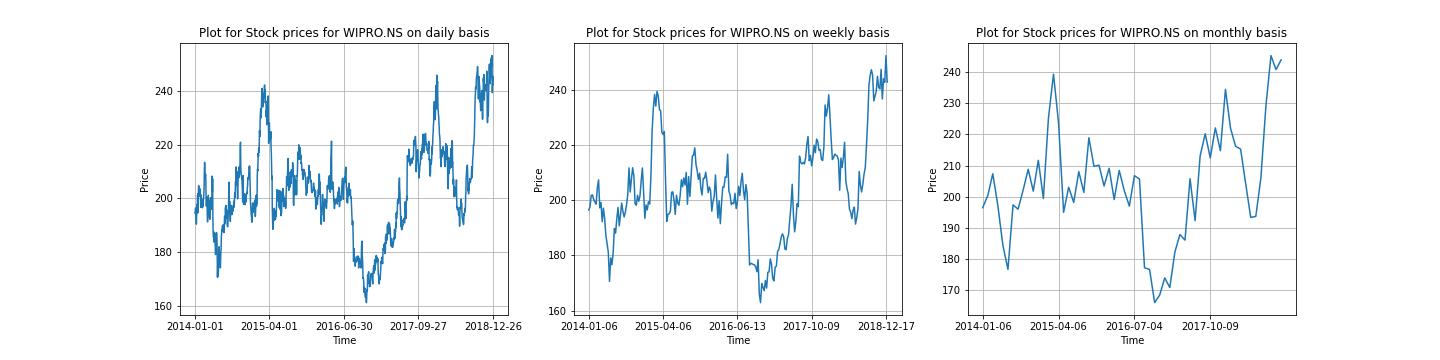 Plot for Stock prices for WIPRO.NS on daily basis
Price
240
220
200
180
160
2014-01-01 2015-04-01 2016-06-30 2017-09-27 2018-12-26
Time
Plot for Stock prices for WIPRO.NS on weekly basis
Price
240
220
200
180
160
2014-01-06 2015-04-06 2016-06-13 2017-10-09 2018-12-17
Time
Plot for Stock prices for WIPRO.NS on monthly basis
Price
240
230
220
210
200
190
180
170
2014-01-06 2015-04-06 2016-07-04 2017-10-09
Time